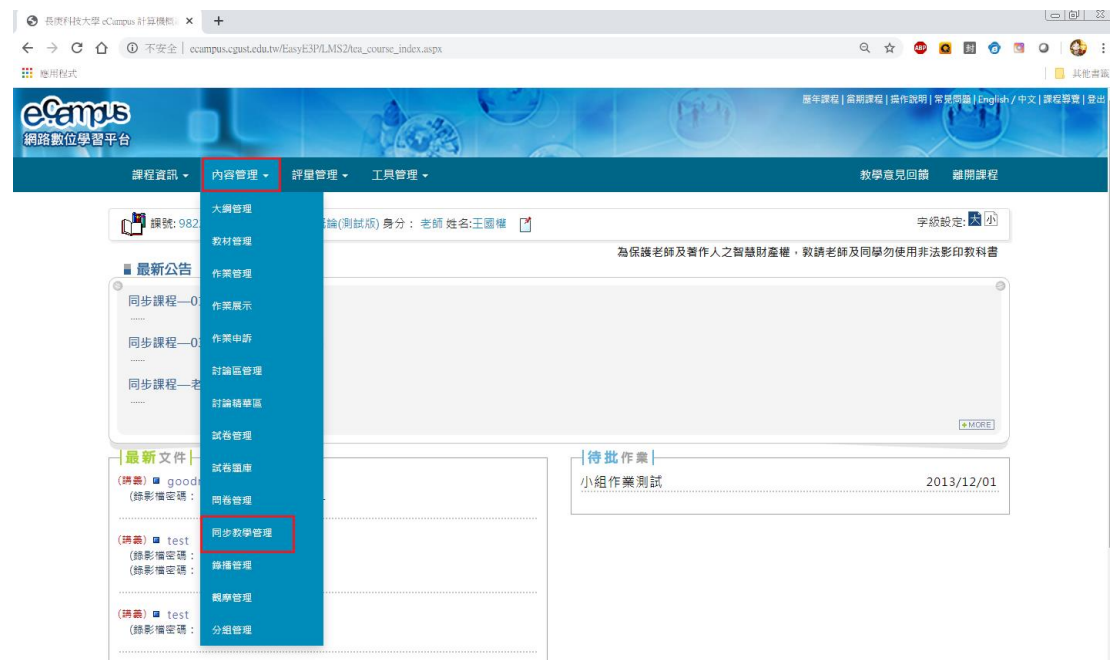 長庚科技大學 eCampus 計算機概
不安全 | ecampus.cgust.edu.tw/EasyE3P/LMS2/tea_course_index.aspx
應用程式
其他書籤
eCampus
網路數位學習平台
歷年課程 | 當期課程 | 操作說明 | 常見問題 | English / 中文 | 課程導覽 | 登出
課程資訊 內容管理 評量管理 工具管理 教學意見回饋 離開課程
大綱管理
教材管理
作業管理
作業展示
作業申訴
討論區管理
討論精華區
試卷管理
試卷題庫
問卷管理
同步教學管理
錄播管理
觀摩管理
分組管理
課號: 982 論(測試版) 身分: 老師 姓名:王國權
字級設定: 大 小
為保護老師及著作人之智慧財產權,敦請老師及同學勿使用非法影印教科書
最新公告
同步課程—0
......
同步課程—0
......
同步課程—老
......
+MORE
最新文件
(講義) good
(錄影檔密碼:
(講義) test
(錄影檔密碼:
(錄影檔密碼:
(講義) test
(錄影檔密碼:
待批作業
小組作業測試 2013/12/01